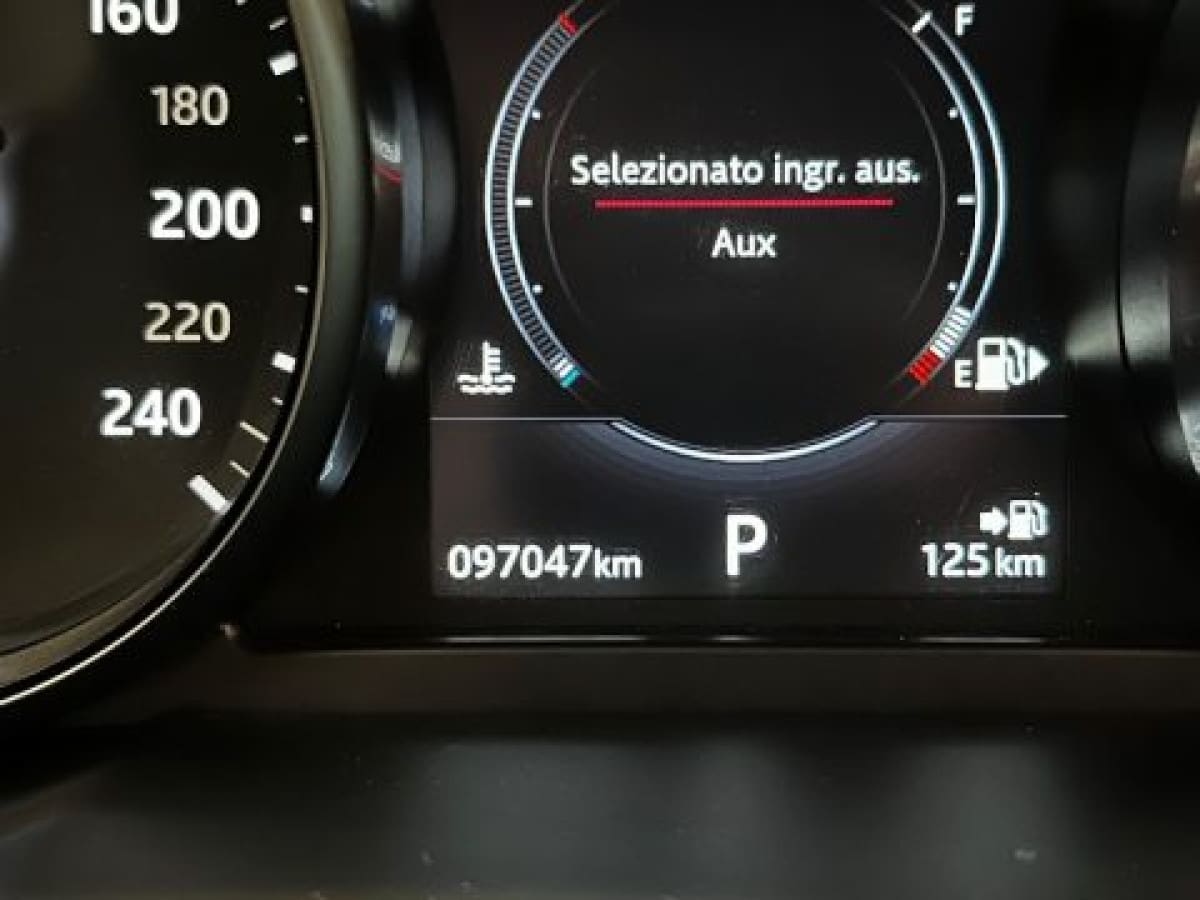 160
180
200
220
240
F
Selezionato ingr. aus.
Aux
E
097047km
P
125km